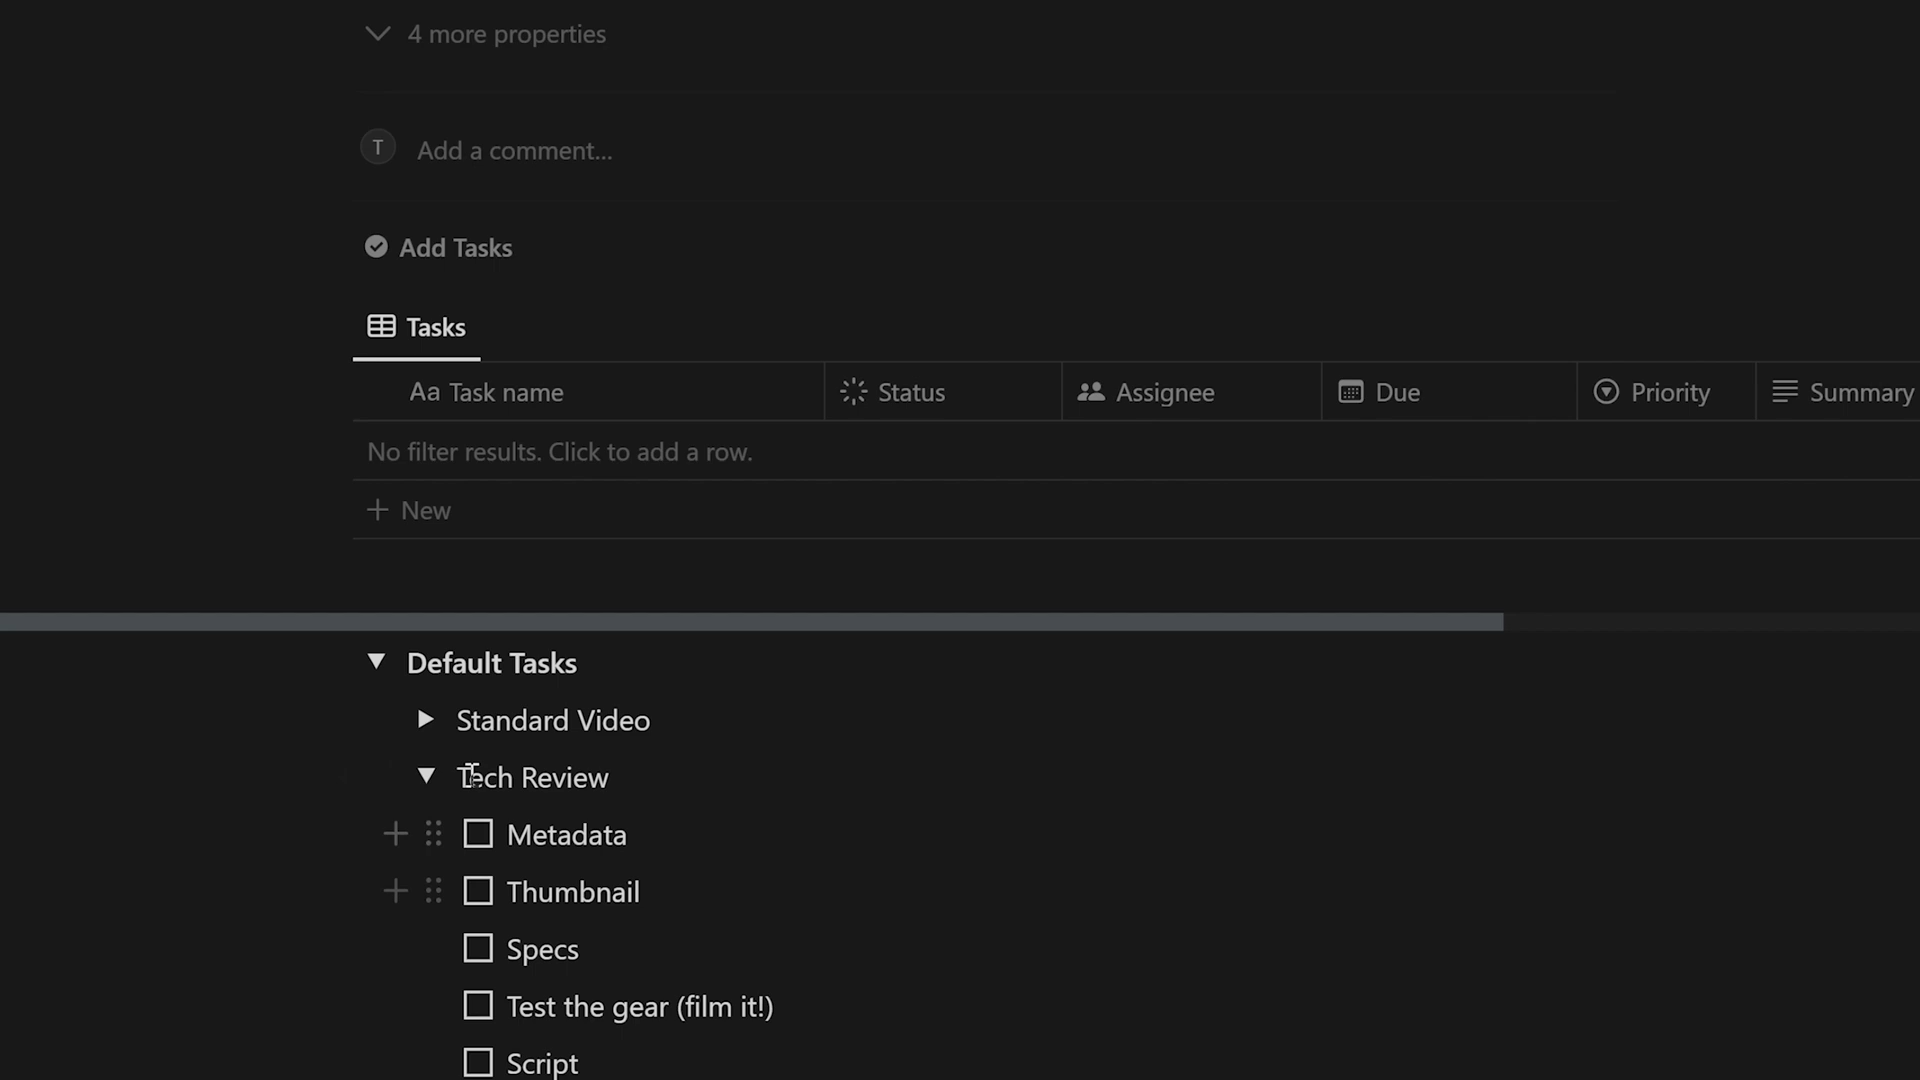 4 more properties
T Add a comment...
Add Tasks
Tasks
Aa Task name Status Assignee Due Priority Summary
No filter results. Click to add a row.
+ New
Default Tasks
Standard Video
Tech Review
Metadata
Thumbnail
Specs
Test the gear (film it!)
Script